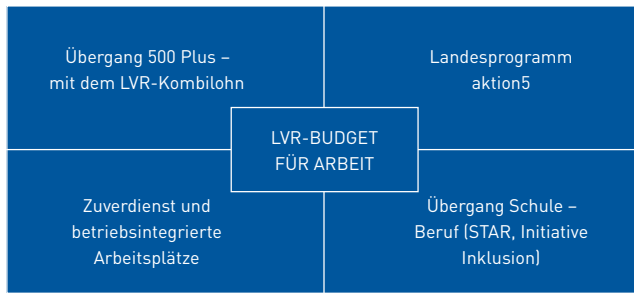 Übergang 500 Plus –
mit dem LVR-Kombilohn
Landesprogramm
aktion5
LVR-BUDGET
FÜR ARBEIT
Zuverdienst und
betriebsintegrierte
Arbeitsplätze
Übergang Schule –
Beruf (STAR, Initiative
Inklusion)